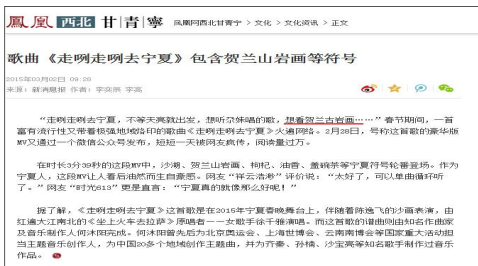 鳳凰 西北 甘|青|寧 凤凰网西北甘青宁 > 文化 > 文化资讯 > 正文
歌曲《走咧走咧去宁夏》包含贺兰山岩画等符号
2015年03月02日 09:28
来源：新消息报 作者：李奕辰 李高
“走咧走咧去宁夏，不等天亮就出发，想听尕妹唱的歌，想看贺兰古岩画……”春节期间，一首
富有流行性又带着极强地域烙印的歌曲《走咧走咧去宁夏》火遍网络。2月28日，号称这首歌的豪华版
MV又通过一个微信公众号发布，短短一天被网友疯传，阅读量过万。
在时长3分39秒的这段MV中，沙湖、贺兰山岩画、枸杞、油香、盖碗茶等宁夏符号轮番登场。作为
宁夏人，这段MV让人看后油然而生自豪感。网友“祥云浩渺”评价说：“太好了，可以单曲循环听
了。”网友“时光613”更是直言：“宁夏真的就像那么好呢！”
据了解，《走咧走咧去宁夏》这首歌是在2015年宁夏春晚舞台上，伴随着陈逸飞的沙画表演，由
红遍大江南北的《坐上火车去拉萨》原唱者——女歌手徐千雅演唱。而这首歌的谱曲则由知名作曲家
及音乐制作人何沐阳完成。何沐阳曾先后为北京奥运会、上海世博会、云南南博会等国家重大活动担
当主题音乐创作人，为中国20多个地域创作主题曲，并为齐秦、孙楠、沙宝亮等知名歌手制作过音乐
作品。